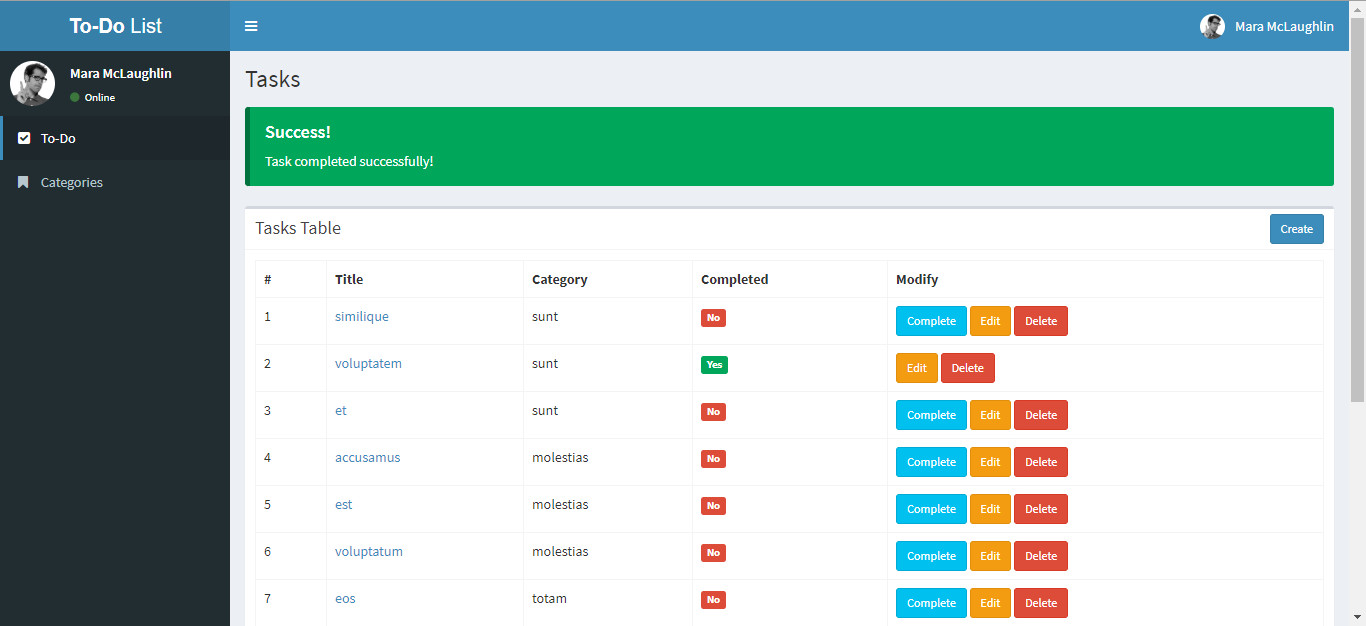 To-Do List
Mara McLaughlin
Mara McLaughlin
Online
To-Do
Categories
Tasks
Success!
Task completed successfully!
Tasks Table Create
# Title Category Completed Modify
1 similique sunt No Complete Edit Delete
2 voluptatem sunt Yes Edit Delete
3 et sunt No Complete Edit Delete
4 accusamus molestias No Complete Edit Delete
5 est molestias No Complete Edit Delete
6 voluptatum molestias No Complete Edit Delete
7 eos totam No Complete Edit Delete